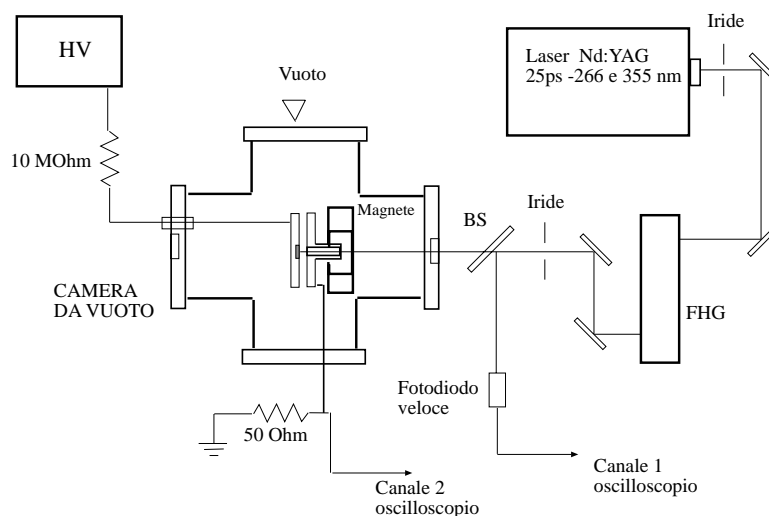 HV
Iride
Laser Nd:YAG
25ps -266 e 355 nm
Vuoto
10 MOhm
Magnete
BS
Iride
CAMERA
DA VUOTO
FHG
Fotodiodo
veloce
50 Ohm
Canale 1
oscilloscopio
Canale 2
oscilloscopio